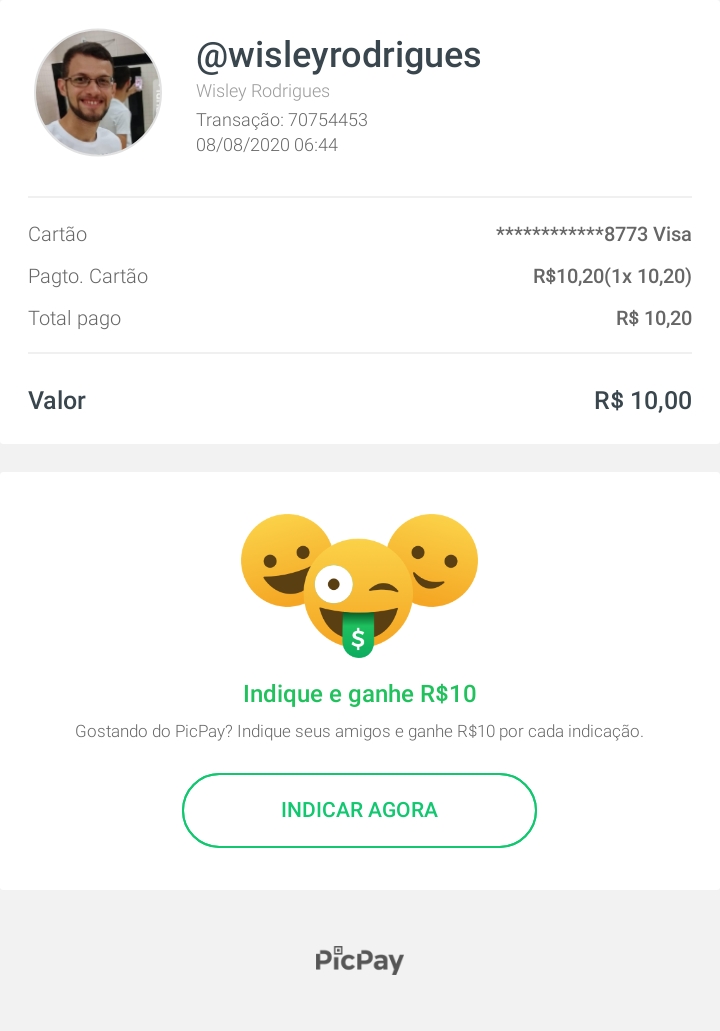 @wisleyrodrigues
Wisley Rodrigues
Transação: 70754453
08/08/2020 06:44
Cartão ************8773 Visa
Pagto. Cartão R$10,20(1x 10,20)
Total pago R$ 10,20
Valor R$ 10,00
$
Indique e ganhe R$10
Gostando do PicPay? Indique seus amigos e ganhe R$10 por cada indicação.
INDICAR AGORA
PicPay